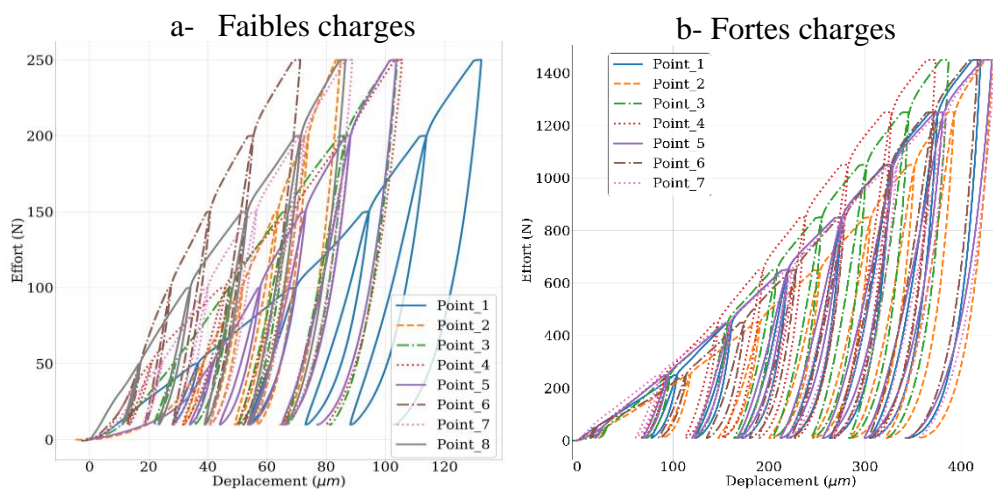 a- Faibles charges
250
200
150
100
50
0
Effort (N)
0 20 40 60 80 100 120
Deplacement (μm)
Point_1
Point_2
Point_3
Point_4
Point_5
Point_6
Point_7
Point_8
b- Fortes charges
1400
1200
1000
800
600
400
200
0
Effort (N)
0 100 200 300 400
Deplacement (μm)
Point_1
Point_2
Point_3
Point_4
Point_5
Point_6
Point_7